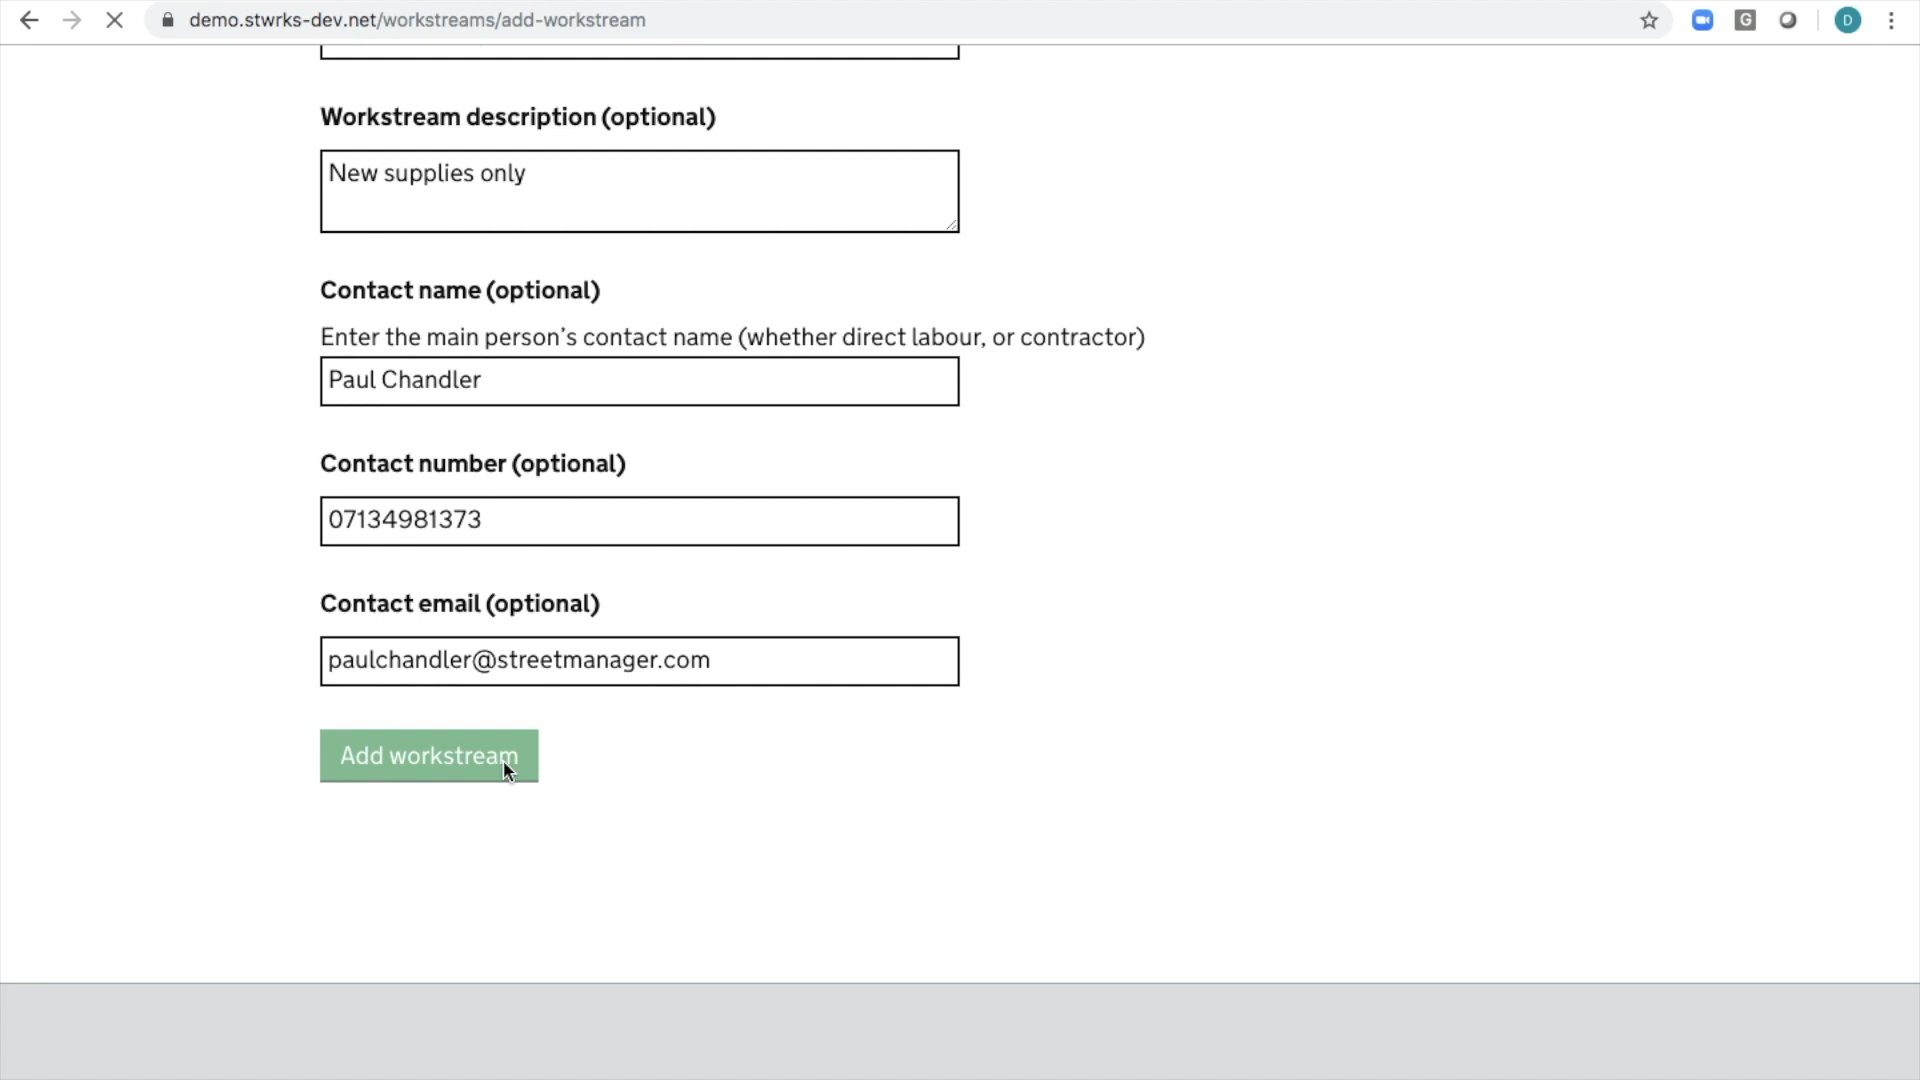 demo.stwrks-dev.net/workstreams/add-workstream
G
D
Workstream description (optional)
New supplies only
Contact name (optional)
Enter the main person’s contact name (whether direct labour, or contractor)
Paul Chandler
Contact number (optional)
07134981373
Contact email (optional)
paulchandler@streetmanager.com
Add workstream